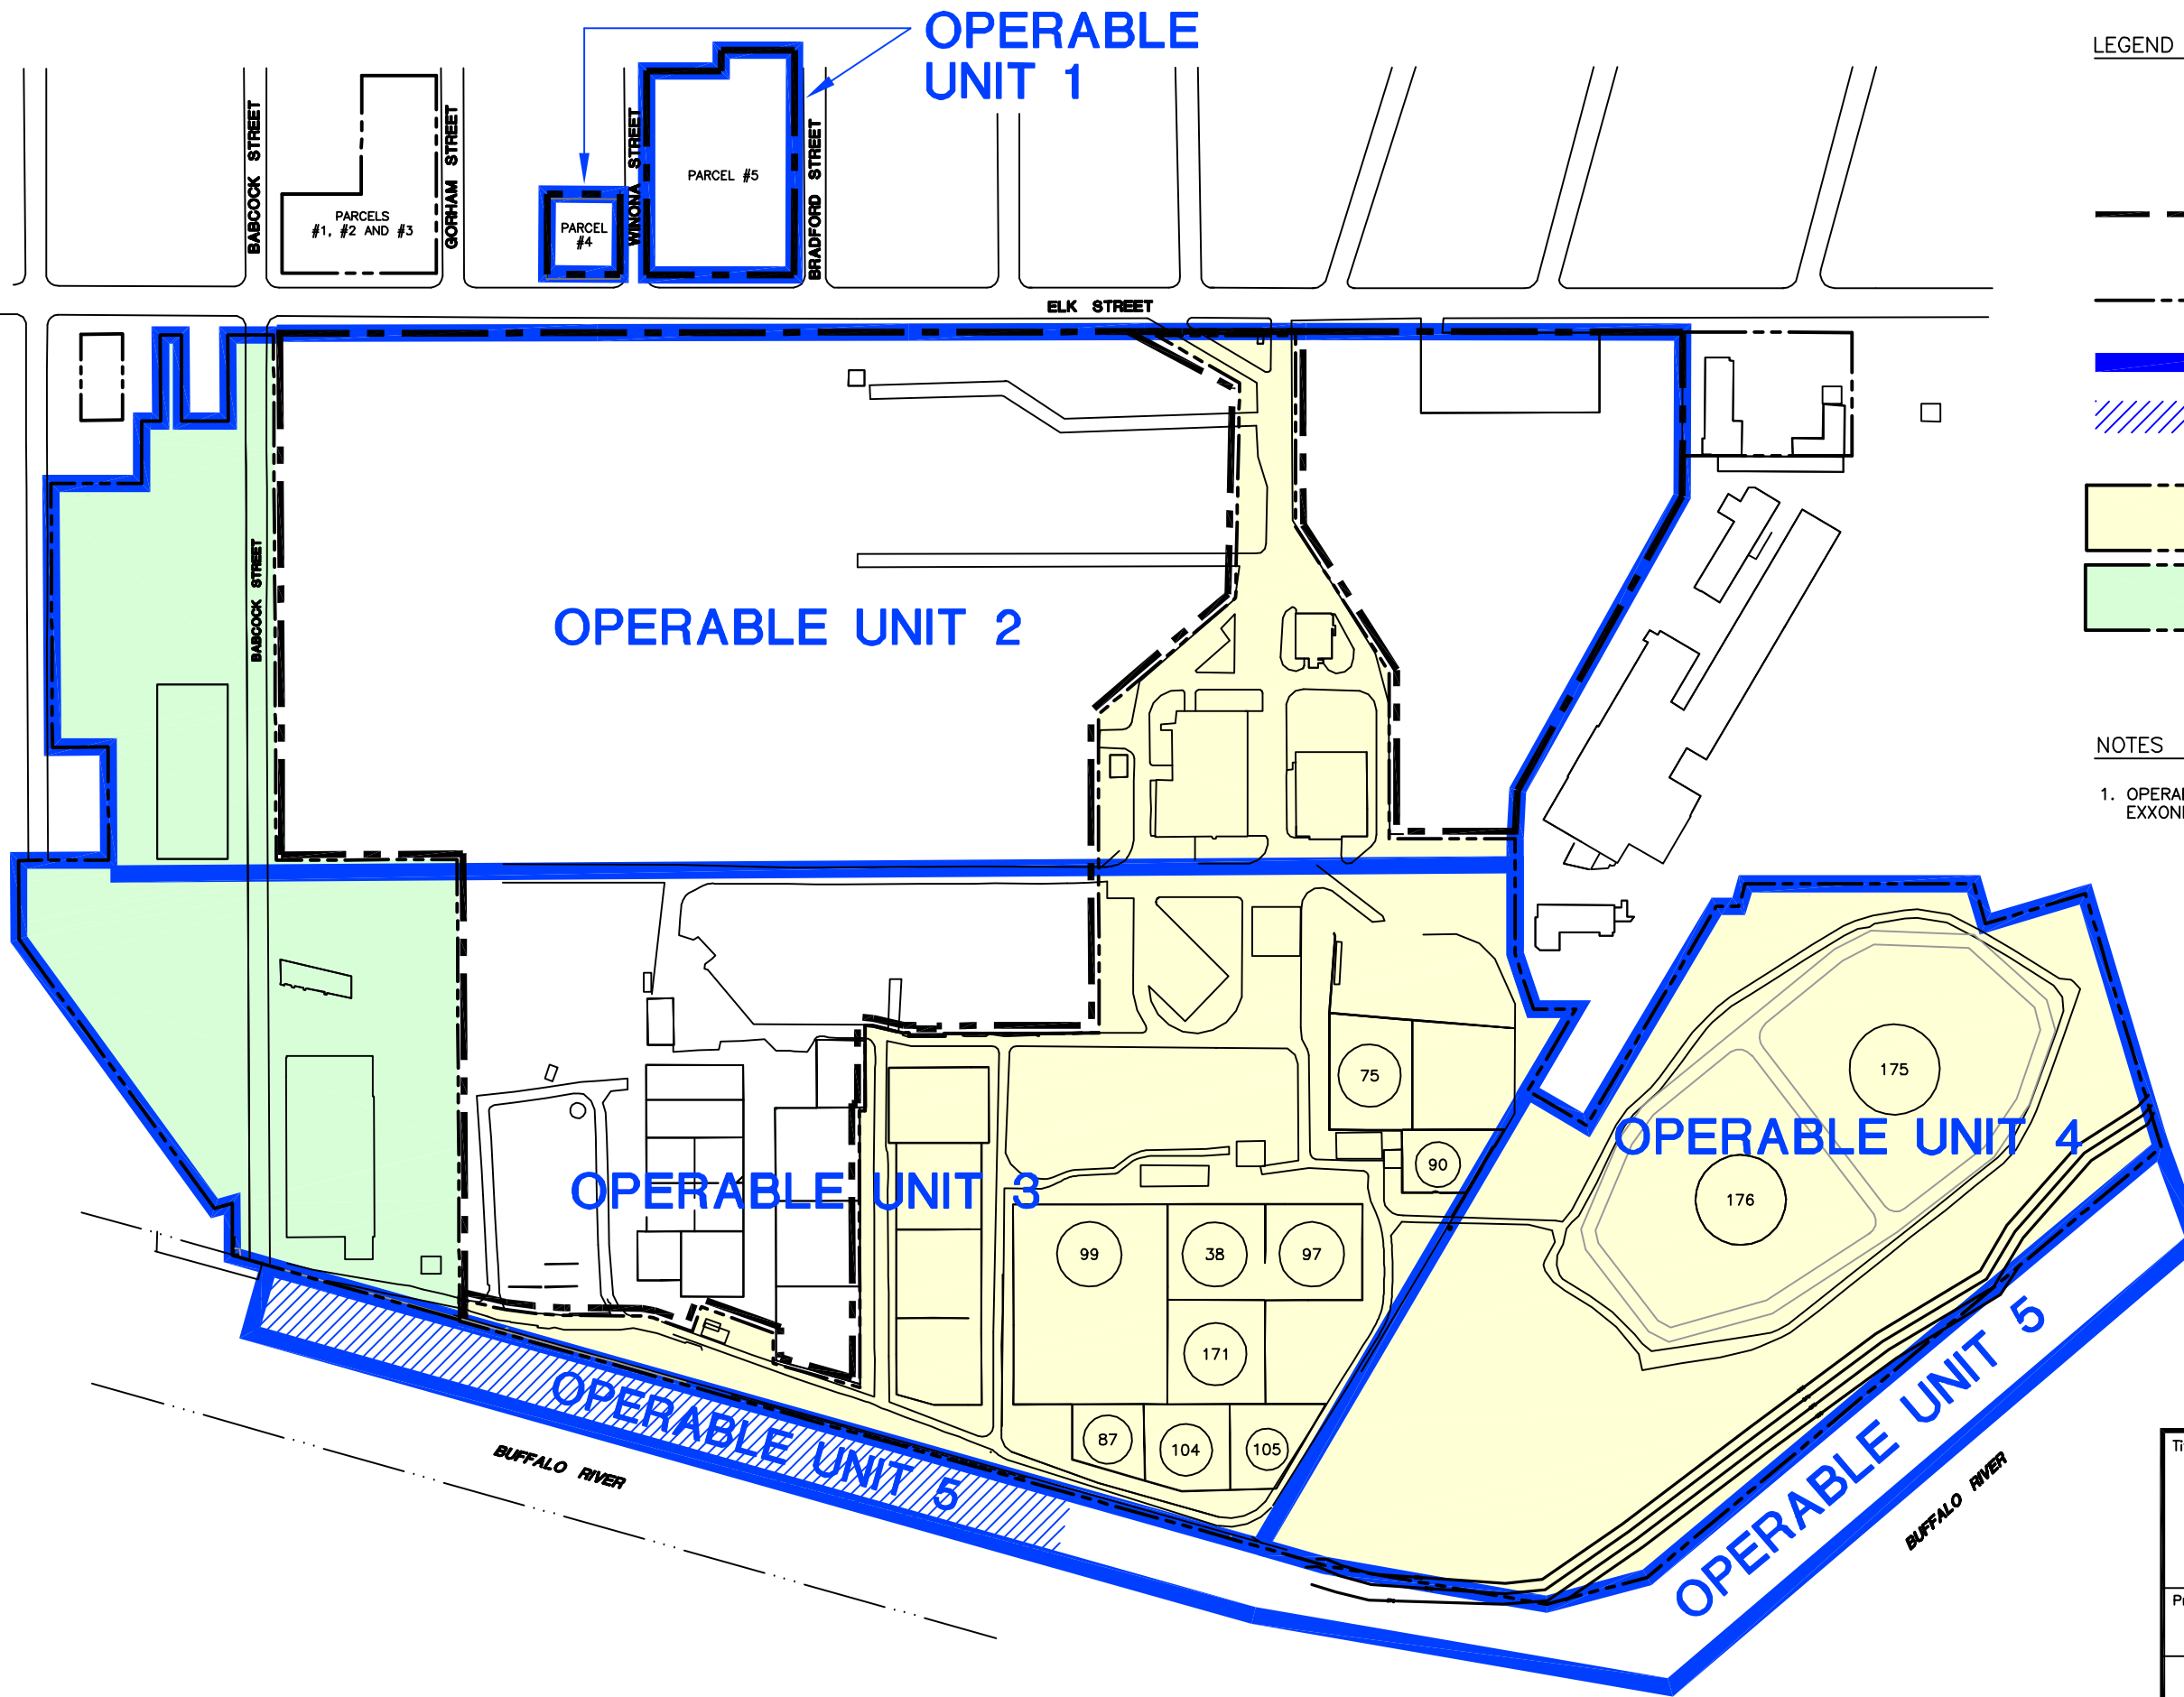 OPERABLE
UNIT 1
LEGEND
BABCOCK STREET
GORHAM STREET
WINONA STREET
BRADFORD STREET
PARCELS
#1, #2 AND #3
PARCEL
#4
PARCEL #5
ELK STREET
BABCOCK STREET
OPERABLE UNIT 2
NOTES
1.
75
175
OPERABLE UNIT 4
90
176
OPERABLE UNIT 3
99
38
97
171
87
104
105
OPERABLE UNIT 5
BUFFALO RIVER
OPERABLE UNIT 5
BUFFALO RIVER